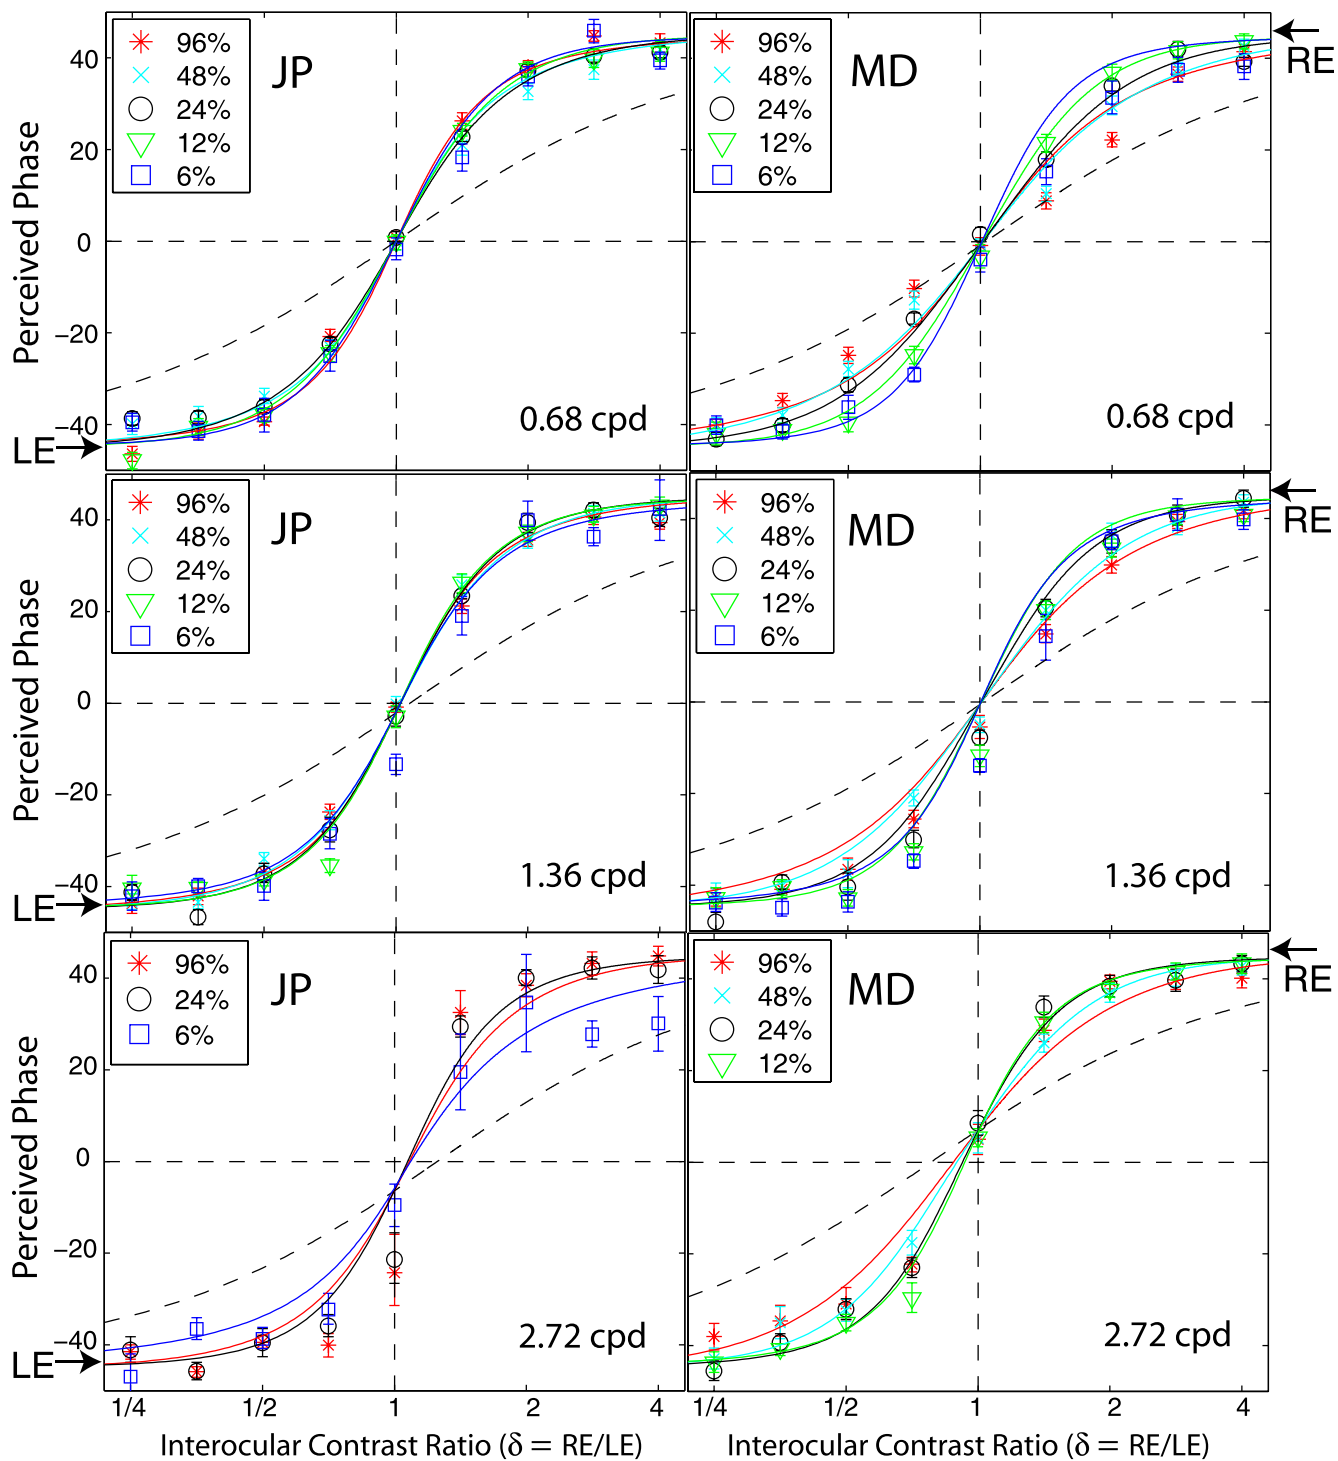 96%
48%
24%
12%
6%
JP
0.68 cpd
40
20
0
−20
−40
Perceived Phase
LE
96%
48%
24%
12%
6%
MD
0.68 cpd
RE
96%
48%
24%
12%
6%
JP
1.36 cpd
40
20
0
−20
−40
Perceived Phase
LE
96%
48%
24%
12%
6%
MD
1.36 cpd
RE
96%
24%
6%
JP
2.72 cpd
40
20
0
−20
−40
Perceived Phase
LE
96%
48%
24%
12%
MD
2.72 cpd
RE
1/4 1/2 1 2 4
1/4 1/2 1 2 4
Interocular Contrast Ratio (δ = RE/LE)
Interocular Contrast Ratio (δ = RE/LE)